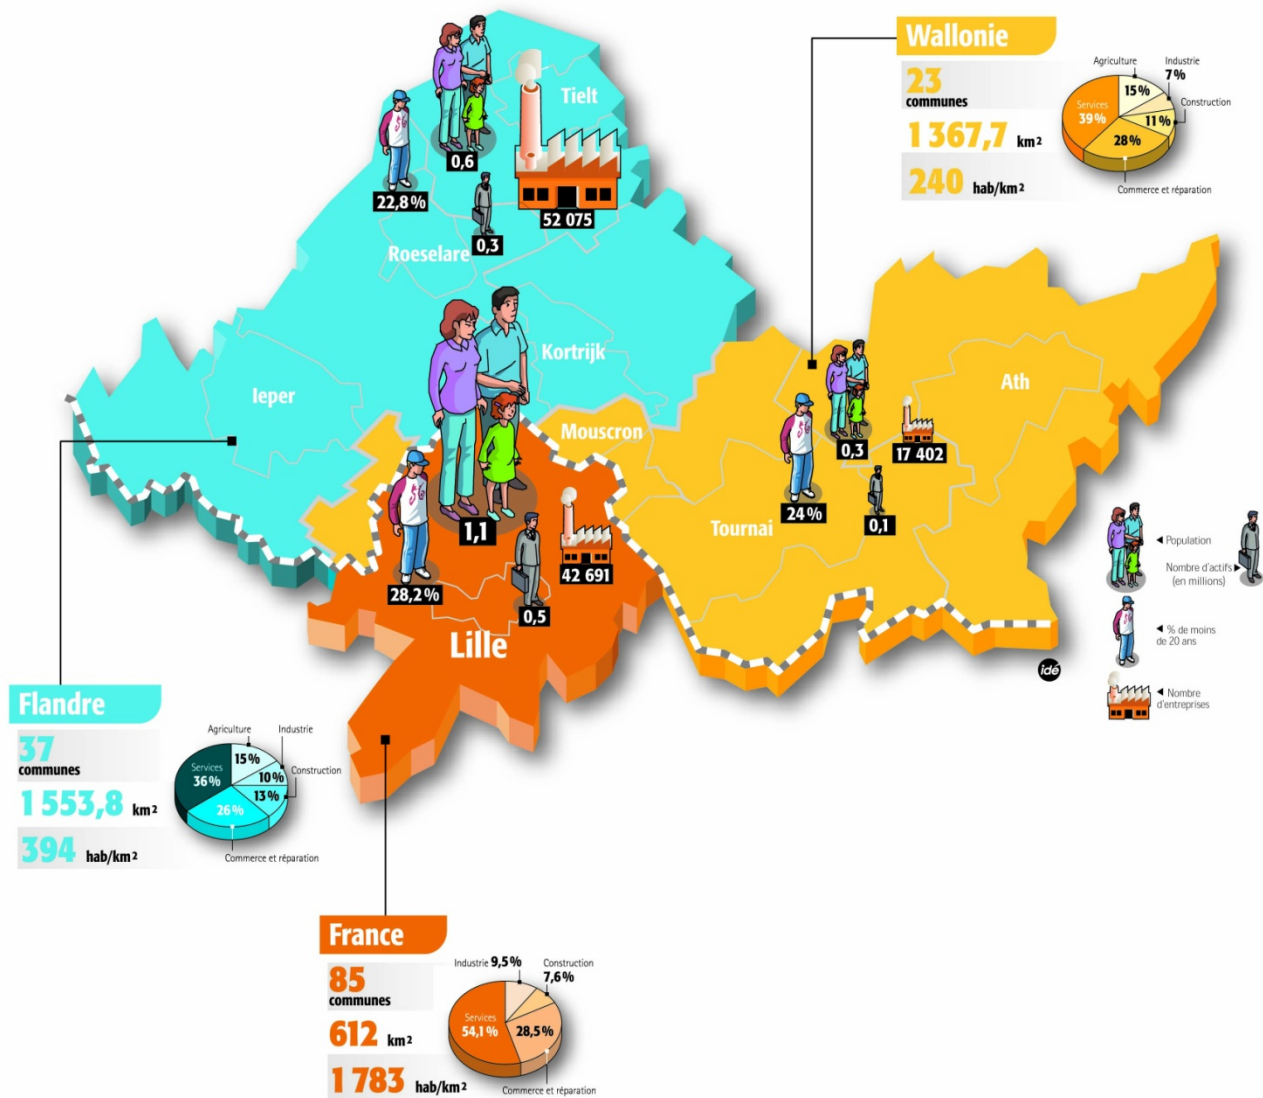 Wallonie
23
communes
1 367,7 km²
240 hab/km²
Agriculture
15 %
Industrie
7 %
Construction
11 %
Services
39 %
28 %
Commerce et réparation
Tielt
0,6
22,8 %
52 075
0,3
Roeselare
Kortrijk
Ieper
Mouscron
Ath
0,3
17 402
24 %
0,1
Tournai
1,1
28,2 %
42 691
0,5
Lille
◄ Population
Nombre d'actifs ►
(en millions)
◄ % de moins
de 20 ans
◄ Nombre
d'entreprises
idé
Flandre
37
communes
1 553,8 km²
394 hab/km²
Agriculture
15 %
Industrie
10 %
Construction
13 %
Services
36 %
26 %
Commerce et réparation
France
85
communes
612 km²
1 783 hab/km²
Industrie 9,5 %
Construction
7,6 %
Services
54,1 %
28,5 %
Commerce et réparation